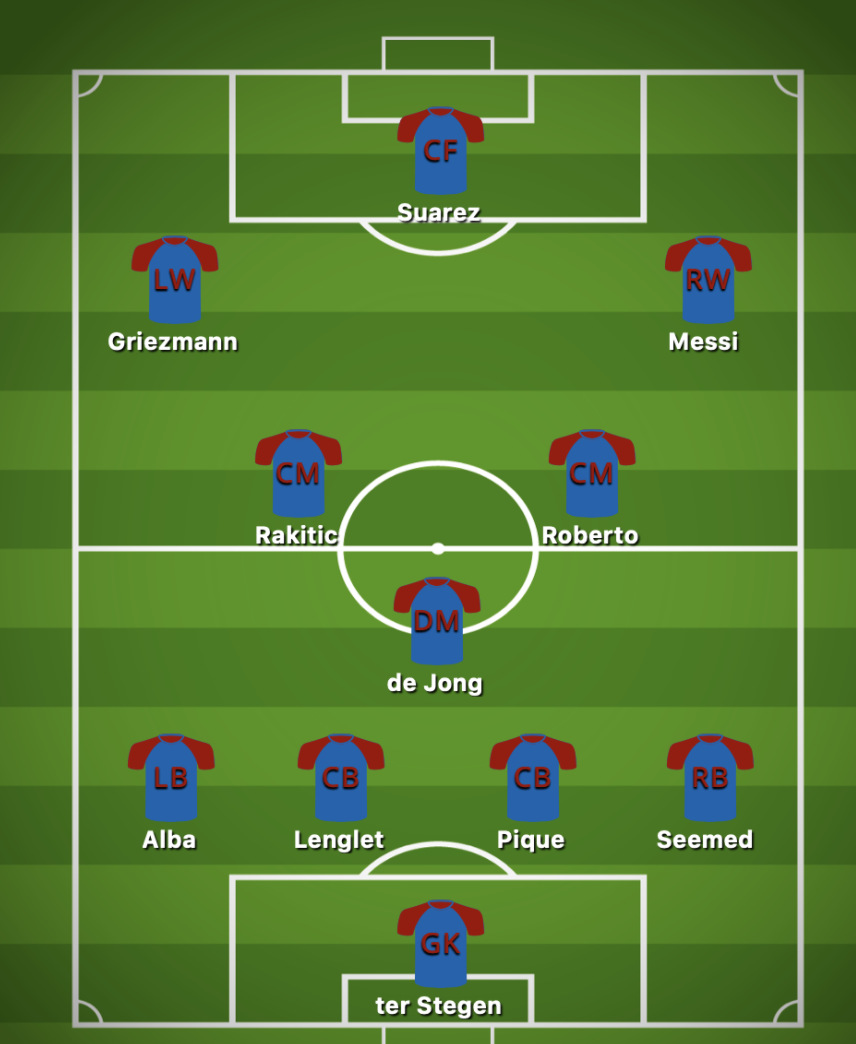 CF
Suarez
LW
Griezmann
RW
Messi
CM
Rakitic
CM
Roberto
DM
de Jong
LB
Alba
CB
Lenglet
CB
Pique
RB
Seemed
GK
ter Stegen